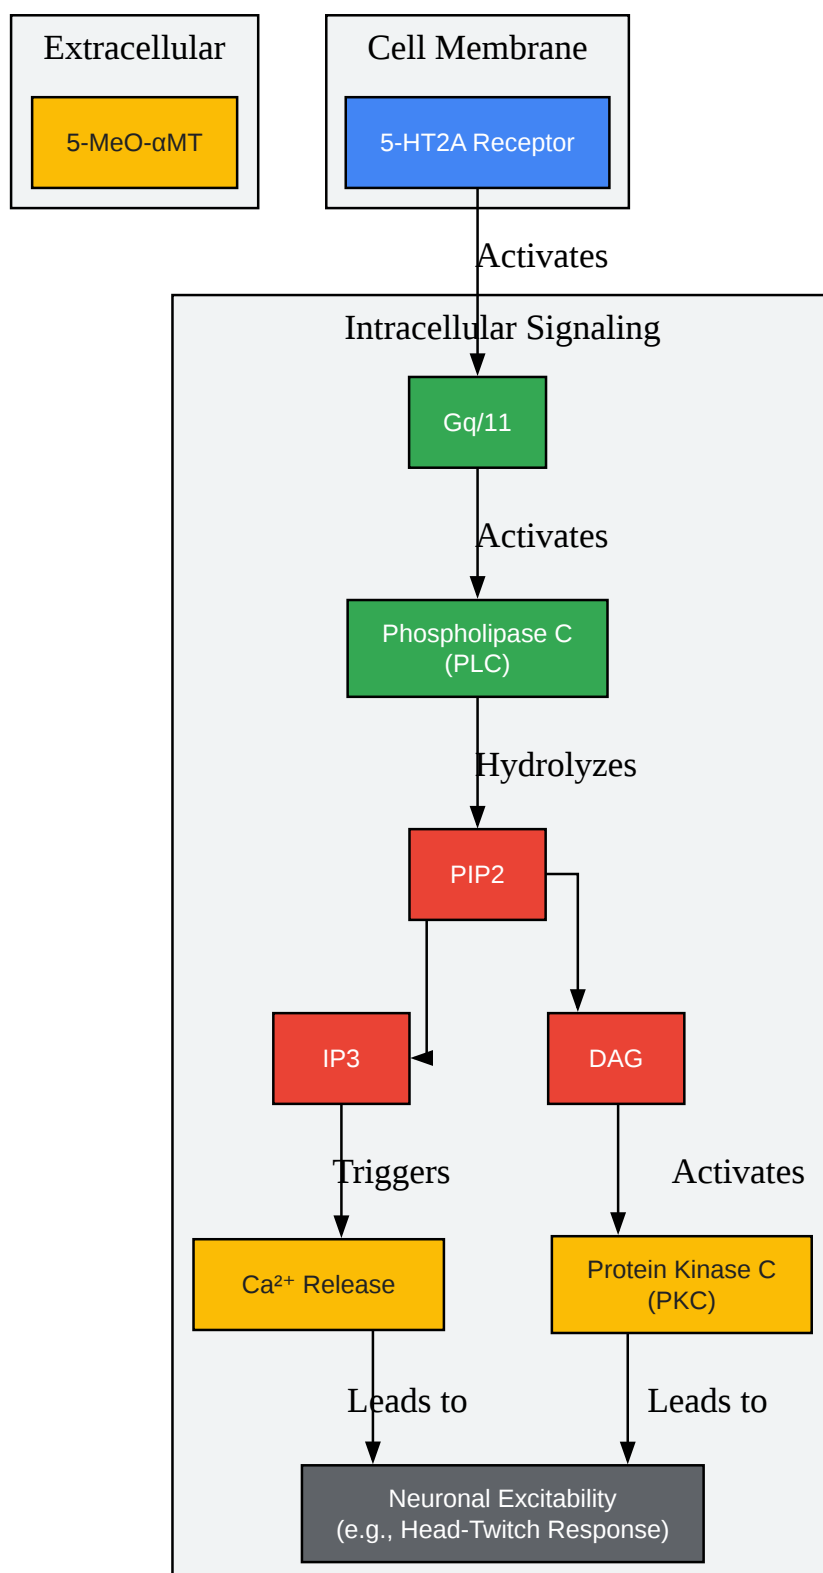 Extracellular
Cell Membrane
5-MeO-αMT
5-HT2A Receptor
Activates
Intracellular Signaling
Gq/11
Activates
Phospholipase C
(PLC)
Hydrolyzes
PIP2
IP3
DAG
Triggers
Activates
Ca²⁺ Release
Protein Kinase C
(PKC)
Leads to
Leads to
Neuronal Excitability
(e.g., Head-Twitch Response)